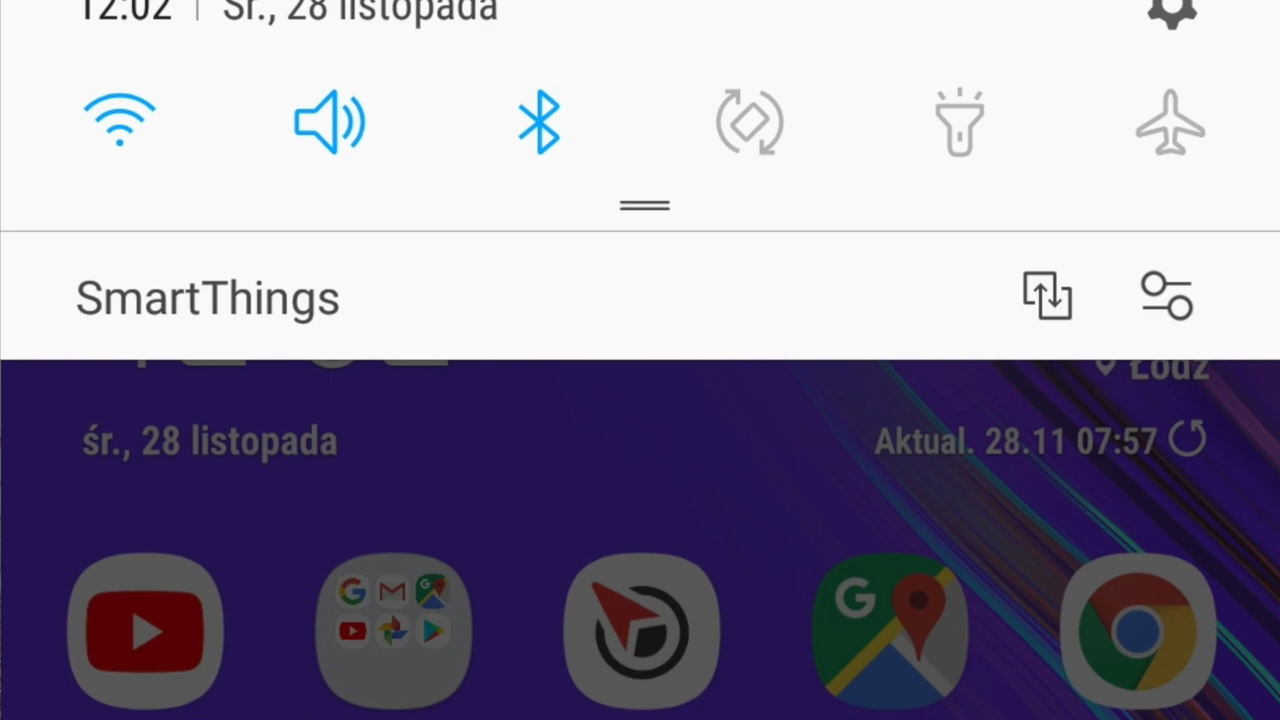 12:02 | Śr., 28 listopada
SmartThings
Łódź
śr., 28 listopada
Aktual. 28.11 07:57